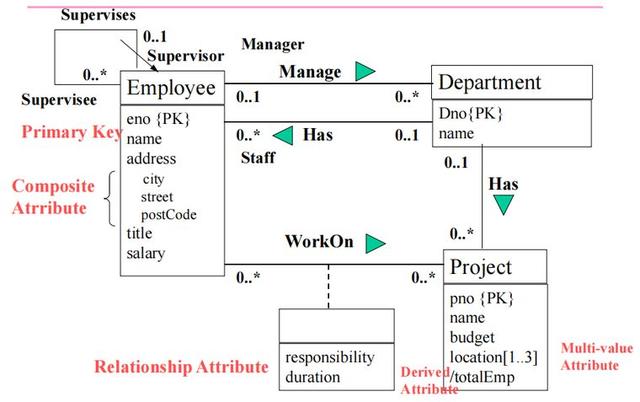 Supervises
0..1
Supervisor
Manager
0..*
Manage
Supervisee
Employee
0..1
0..*
Department
eno {PK}
name
address
city
street
postCode
title
salary
Primary Key
Composite
Atrribute
0..*
Has
0..1
Staff
Dno{PK}
name
0..1
Has
0..*
WorkOn
0..*
0..*
Project
pno {PK}
name
budget
location[1..3]
/totalEmp
responsibility
duration
Relationship Attribute
Derived
Attribute
Multi-value
Attribute